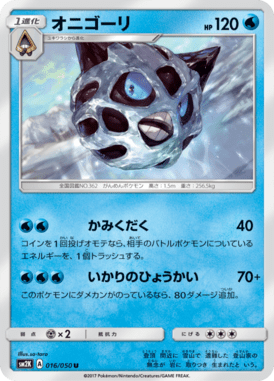 1進化
オニゴーリ
HP 120
ユキワラシから進化
全国図鑑NO.362 がんめんポケモン 高さ:1.5m 重さ:256.5kg
かみくだく 40
コインを1回投げオモテなら、相手のバトルポケモンについている
エネルギーを、1個トラッシュする。
いかりのひょうかい 70+
このポケモンにダメカンがのっているなら、80ダメージ追加。
弱点 ×2 抵抗力 にげる
illus.
sm2K A 016/050 U
©2017 Pokémon/Nintendo/Creatures/GAME FREAK.